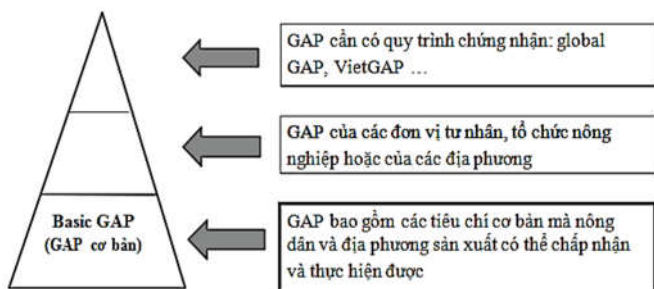 GAP cần có quy trình chứng nhận: global
GAP, VietGAP ...
GAP của các đơn vị tư nhân, tổ chức nông
nghiệp hoặc của các địa phương
Basic GAP
(GAP cơ bản)
GAP bao gồm các tiêu chí cơ bản mà nông
dân và địa phương sản xuất có thể chấp nhận
và thực hiện được